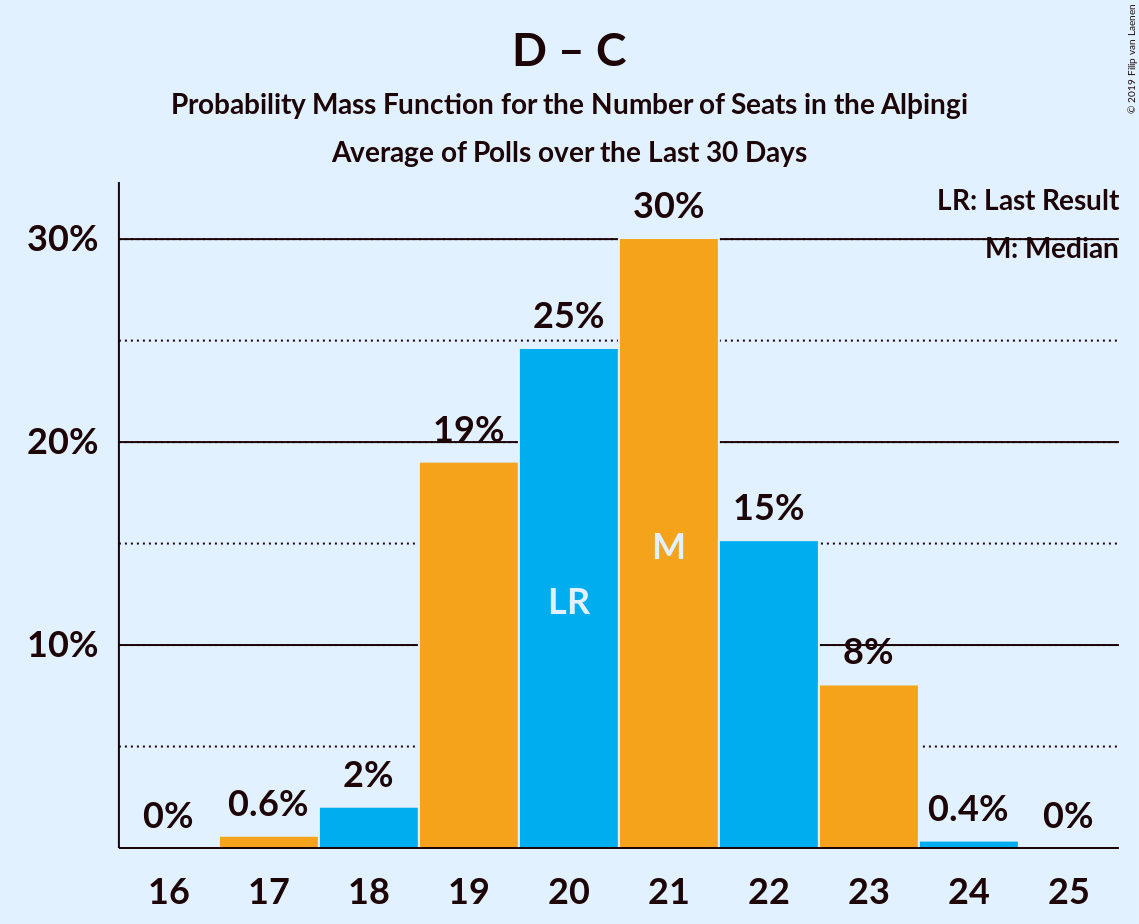 D – C
Probability Mass Function for the Number of Seats in the Alþingi
Average of Polls over the Last 30 Days
© 2019 Filip van Laenen
LR: Last Result
M: Median
30%
20%
10%
0%
0.6%
2%
19%
25%
30%
15%
8%
0.4%
0%
LR
M
16 17 18 19 20 21 22 23 24 25